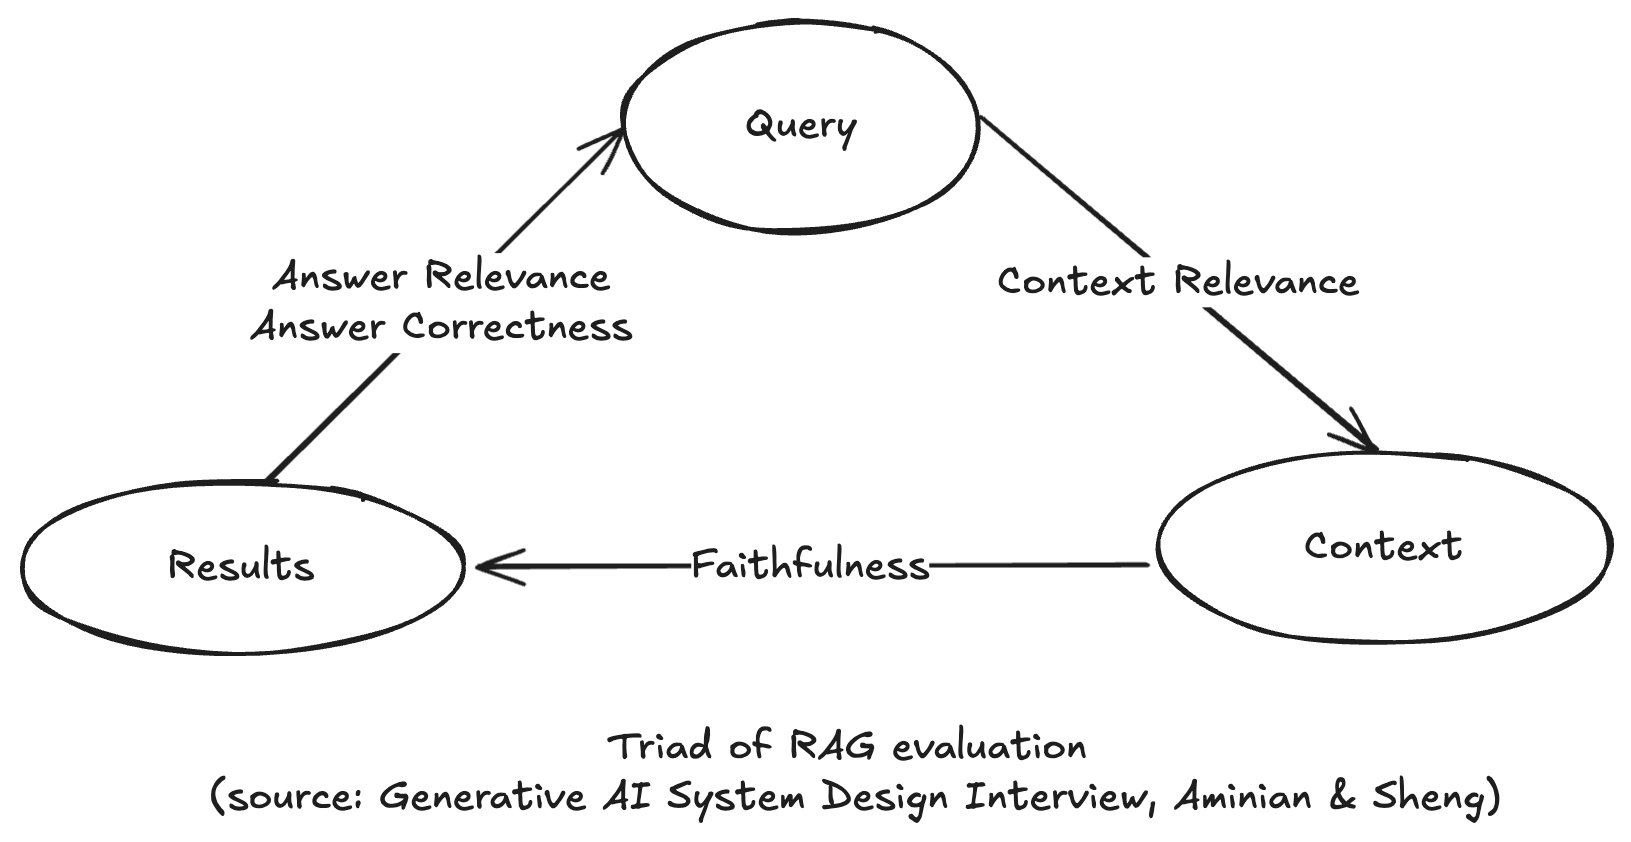 Query
Answer Relevance
Answer Correctness
Context Relevance
Results
Faithfulness
Context
Triad of RAG evaluation
(source: Generative AI System Design Interview, Aminian & Sheng)